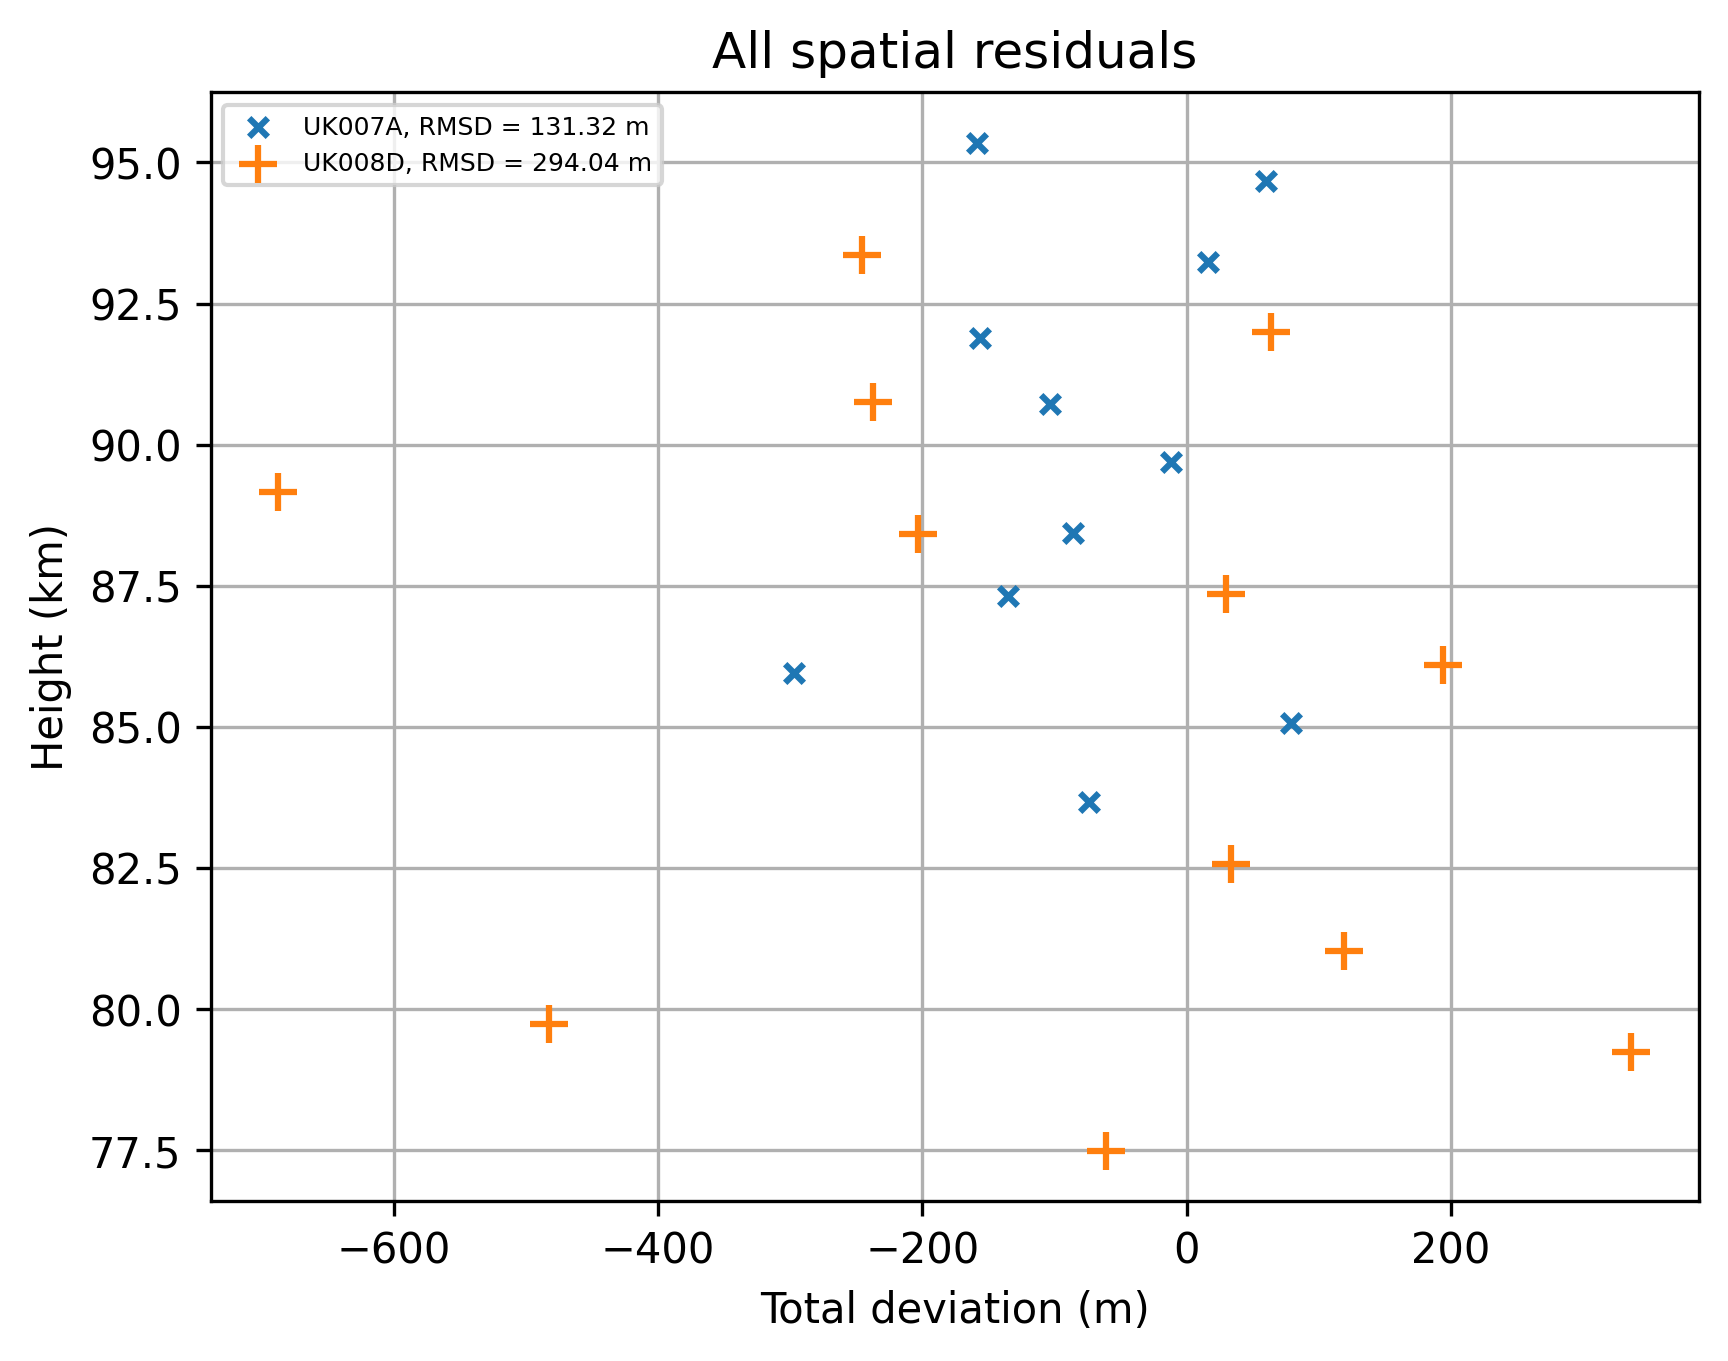 All spatial residuals
UK007A, RMSD = 131.32 m
UK008D, RMSD = 294.04 m
95.0
92.5
90.0
87.5
85.0
82.5
80.0
77.5
Height (km)
−600 −400 −200 0 200
Total deviation (m)